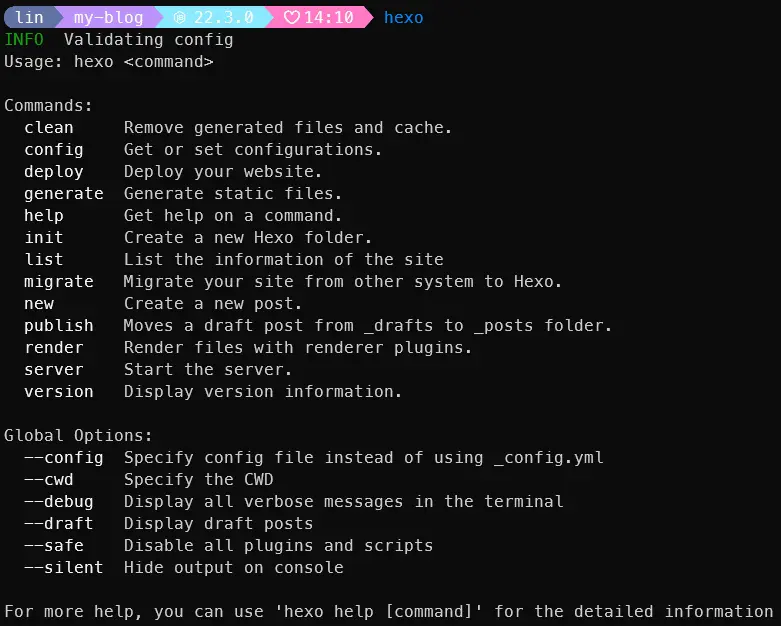 lin my-blog 22.3.0 14:10 hexo
INFO  Validating config
Usage: hexo <command>

Commands:
  clean     Remove generated files and cache.
  config    Get or set configurations.
  deploy    Deploy your website.
  generate  Generate static files.
  help      Get help on a command.
  init      Create a new Hexo folder.
  list      List the information of the site
  migrate   Migrate your site from other system to Hexo.
  new       Create a new post.
  publish   Moves a draft post from _drafts to _posts folder.
  render    Render files with renderer plugins.
  server    Start the server.
  version   Display version information.

Global Options:
  --config  Specify config file instead of using _config.yml
  --cwd     Specify the CWD
  --debug   Display all verbose messages in the terminal
  --draft   Display draft posts
  --safe    Disable all plugins and scripts
  --silent  Hide output on console

For more help, you can use 'hexo help [command]' for the detailed information